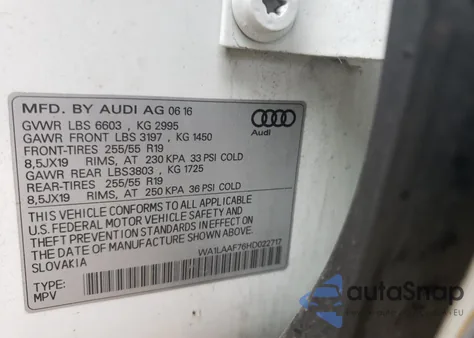 MFD. BY AUDI AG 06 16
GVWR LBS 6603 , KG 2995
GAWR FRONT LBS 3197 , KG 1450
FRONT-TIRES 255/55 R19
8,5JX19 RIMS, AT 230 KPA 33 PSI COLD
GAWR REAR LBS3803 , KG 1725
REAR-TIRES 255/55 R19
8,5JX19 RIMS, AT 250 KPA 36 PSI COLD
THIS VEHICLE CONFORMS TO ALL APPLICABLE
U.S. FEDERAL MOTOR VEHICLE SAFETY AND
THEFT PREVENTION STANDARDS IN EFFECT ON
THE DATE OF MANUFACTURE SHOWN ABOVE
SLOVAKIA
WA1LAAF76HD022717
TYPE:
MPV
Audi
autoSnap